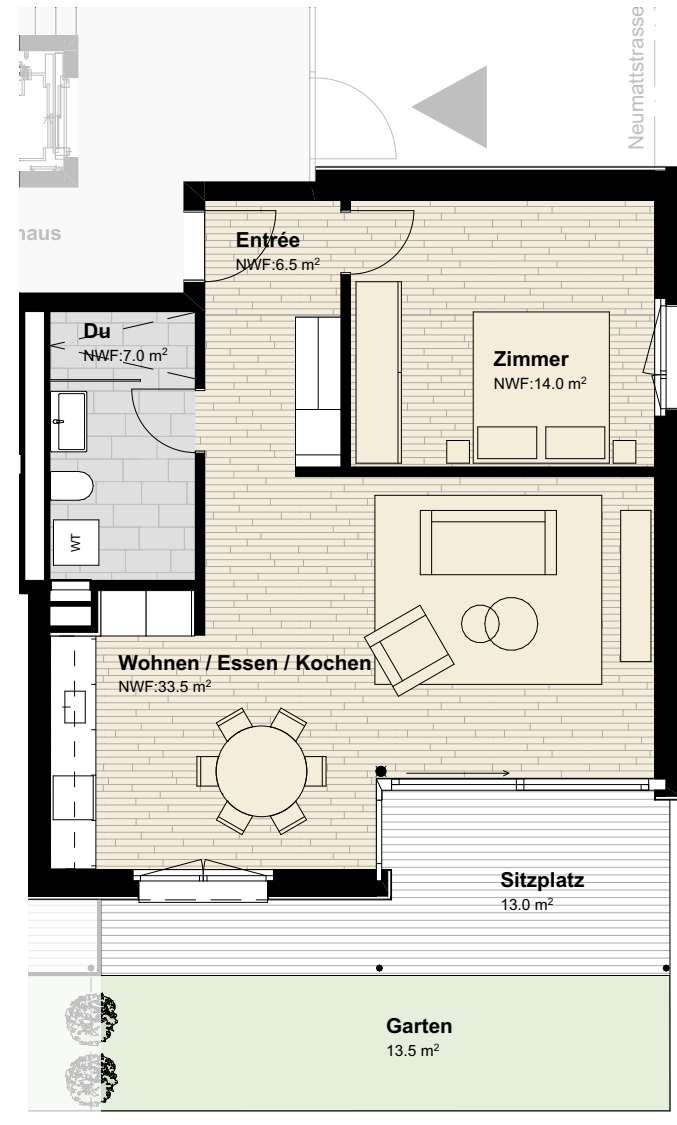 Neumattstrasse
haus
Entrée
NWF:6.5 m²
Du
NWF:7.0 m²
Zimmer
NWF:14.0 m²
WT
Wohnen / Essen / Kochen
NWF:33.5 m²
Sitzplatz
13.0 m²
Garten
13.5 m²